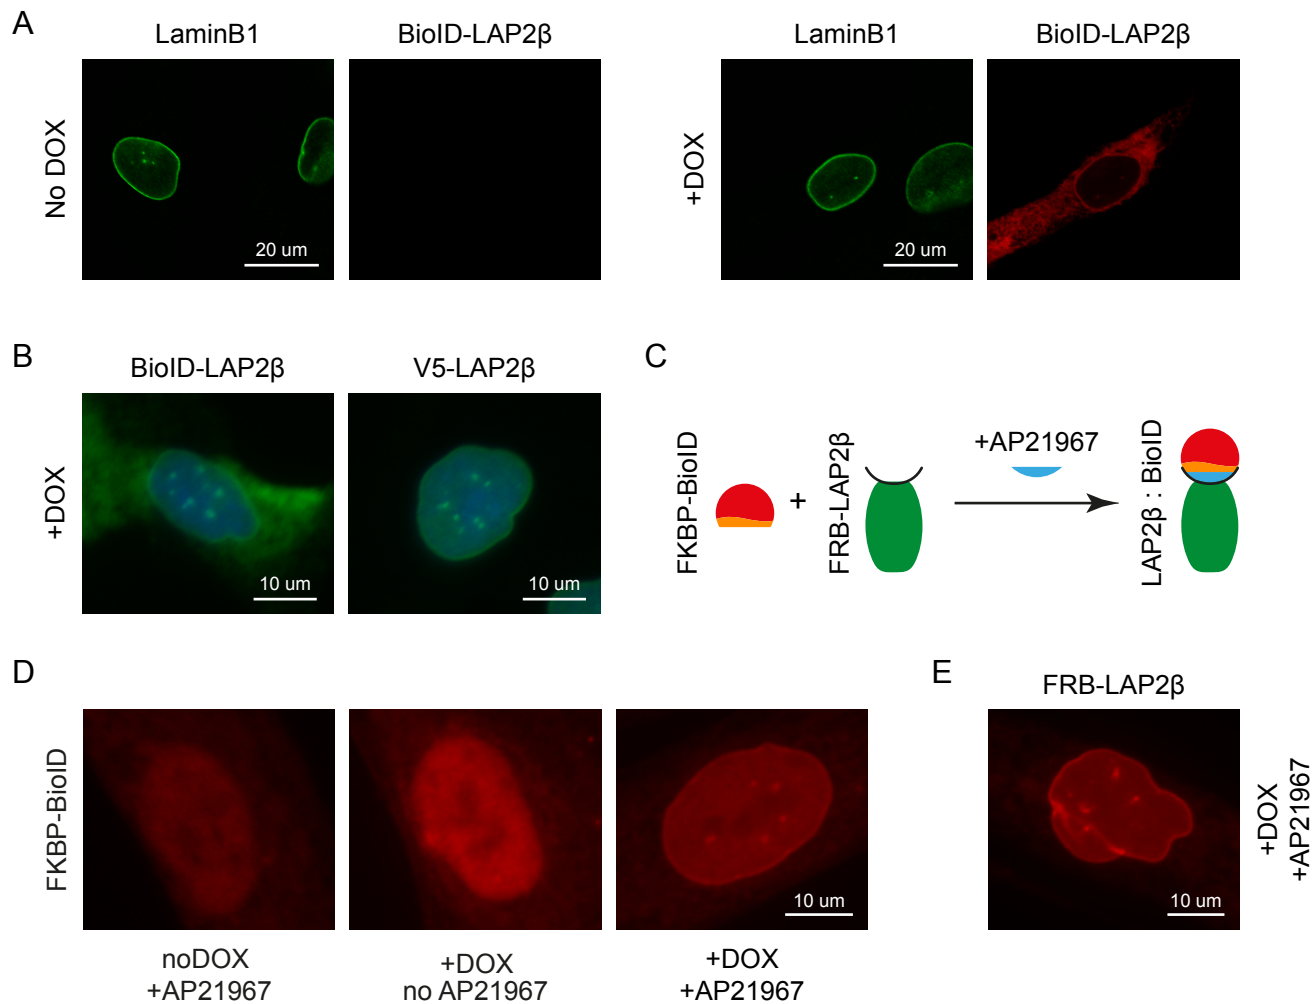 A
LaminB1
BioID-LAP2β
LaminB1
BioID-LAP2β
No DOX
20 um
+DOX
20 um
B
BioID-LAP2β
V5-LAP2β
+DOX
10 um
10 um
C
FKBP-BioID
+
FRB-LAP2β
+AP21967
LAP2β : BioID
D
FKBP-BioID
10 um
noDOX
+AP21967
+DOX
no AP21967
+DOX
+AP21967
E
FRB-LAP2β
10 um
+DOX
+AP21967